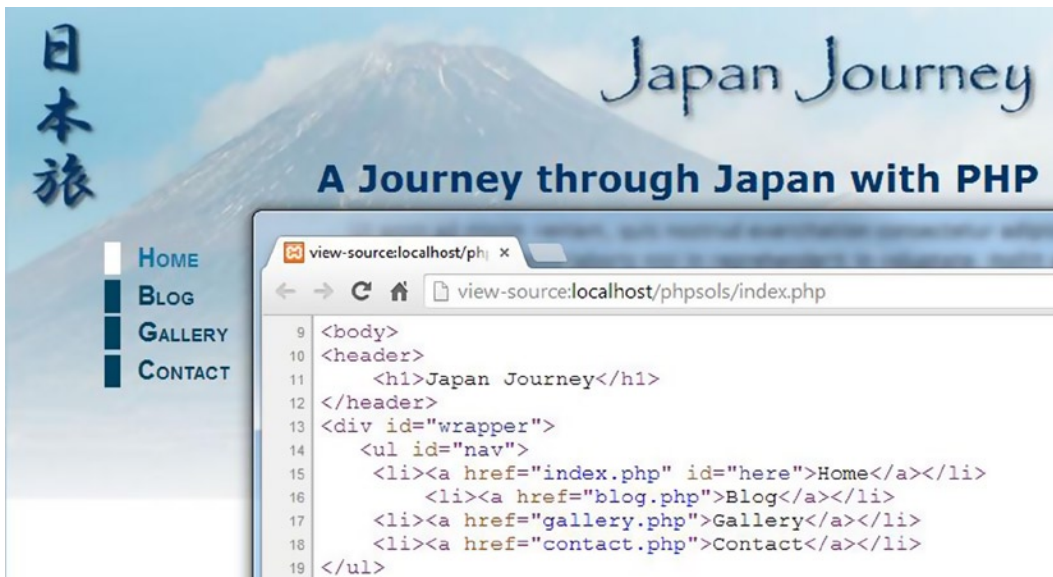 日本旅
Japan Journey
A Journey through Japan with PHP
HOME
BLOG
GALLERY
CONTACT
view-source:localhost/ph
view-source:localhost/phpsols/index.php
9 <body>
10 <header>
11 <h1>Japan Journey</h1>
12 </header>
13 <div id="wrapper">
14 <ul id="nav">
15 <li><a href="index.php" id="here">Home</a></li>
16 <li><a href="blog.php">Blog</a></li>
17 <li><a href="gallery.php">Gallery</a></li>
18 <li><a href="contact.php">Contact</a></li>
19 </ul>